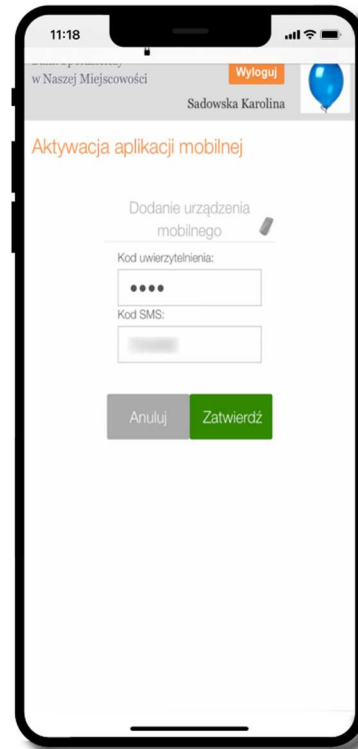 11:18
w Naszej Miejscowości
Wyloguj
Sadowska Karolina
Aktywacja aplikacji mobilnej
Dodanie urządzenia
mobilnego
Kod uwierzytelnienia:
Kod SMS:
Anuluj
Zatwierdź